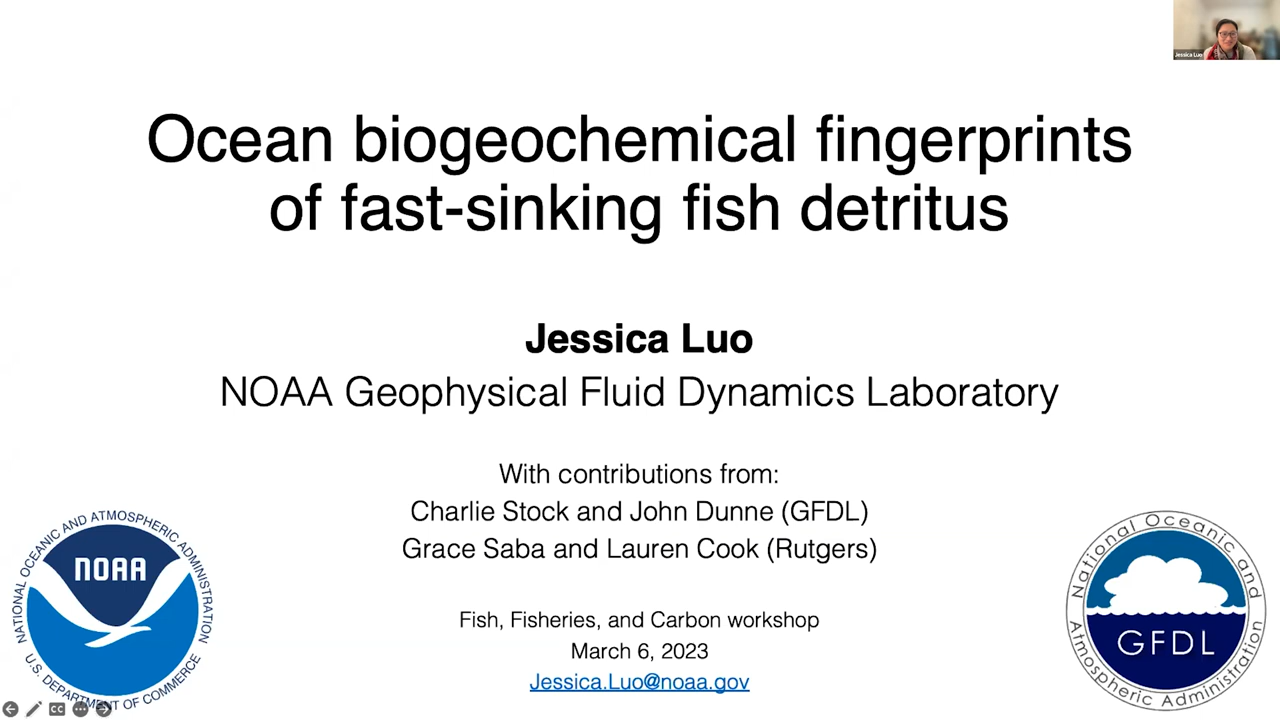 Jessica Luo
Ocean biogeochemical fingerprints
of fast-sinking fish detritus
Jessica Luo
NOAA Geophysical Fluid Dynamics Laboratory
With contributions from:
Charlie Stock and John Dunne (GFDL)
Grace Saba and Lauren Cook (Rutgers)
Fish, Fisheries, and Carbon workshop
March 6, 2023
Jessica.Luo@noaa.gov
NATIONAL OCEANIC AND ATMOSPHERIC ADMINISTRATION
NOAA
U.S. DEPARTMENT OF COMMERCE
National Oceanic and
Atmospheric Administration
GFDL
CC